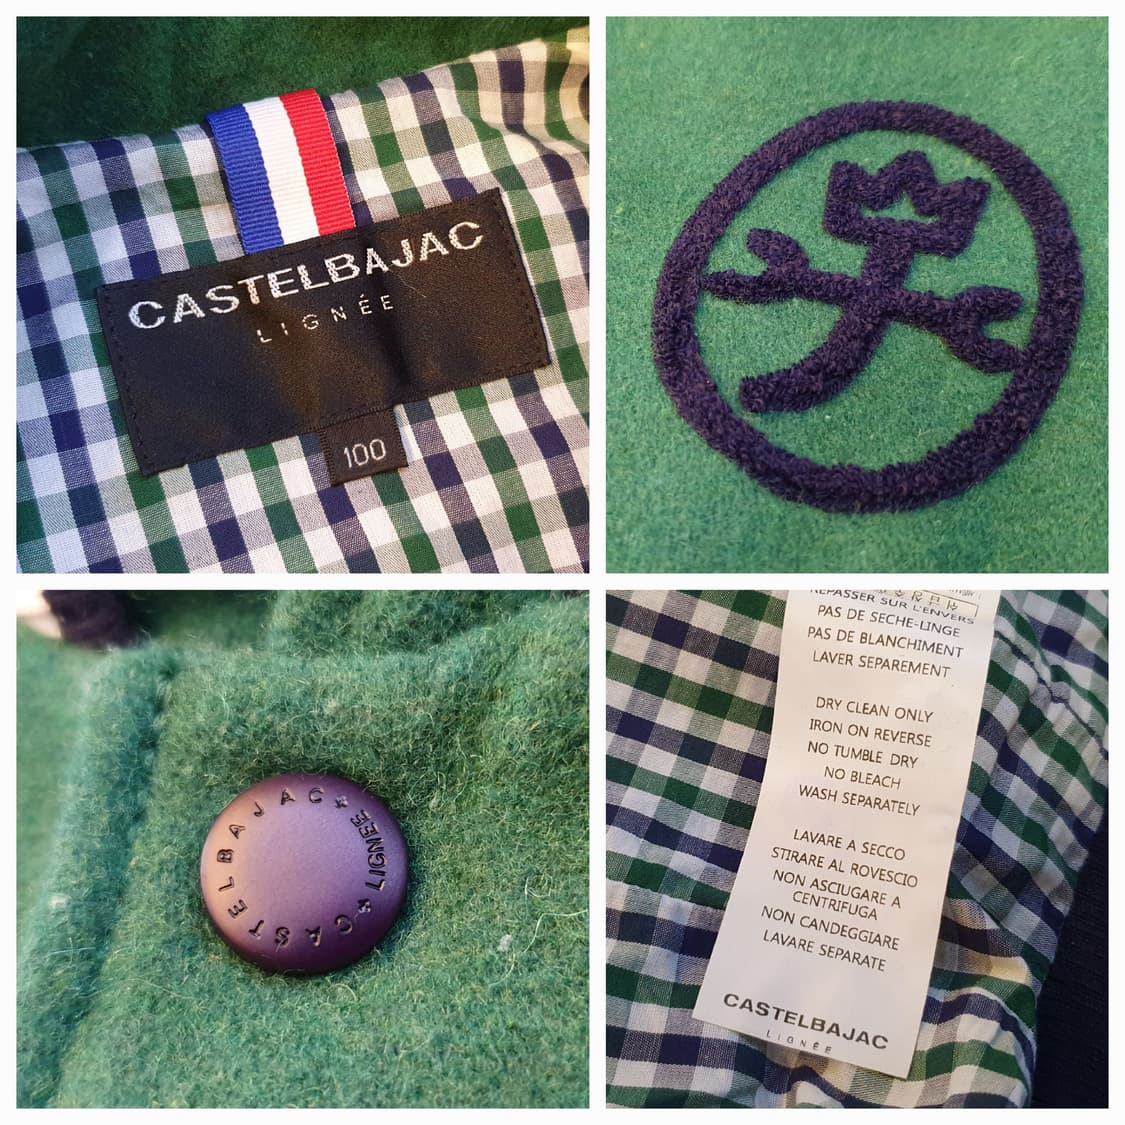 CASTELBAJAC
LIGNÉE
100
CASTELBAJAC + LIGNEE +
REPASSER SUR L'ENVERS
PAS DE SECHE-LINGE
PAS DE BLANCHIMENT
LAVER SEPAREMENT
DRY CLEAN ONLY
IRON ON REVERSE
NO TUMBLE DRY
NO BLEACH
WASH SEPARATELY
LAVARE A SECCO
STIRARE AL ROVESCIO
NON ASCIUGARE A
CENTRIFUGA
NON CANDEGGIARE
LAVARE SEPARATE
CASTELBAJAC
LIGNÉE